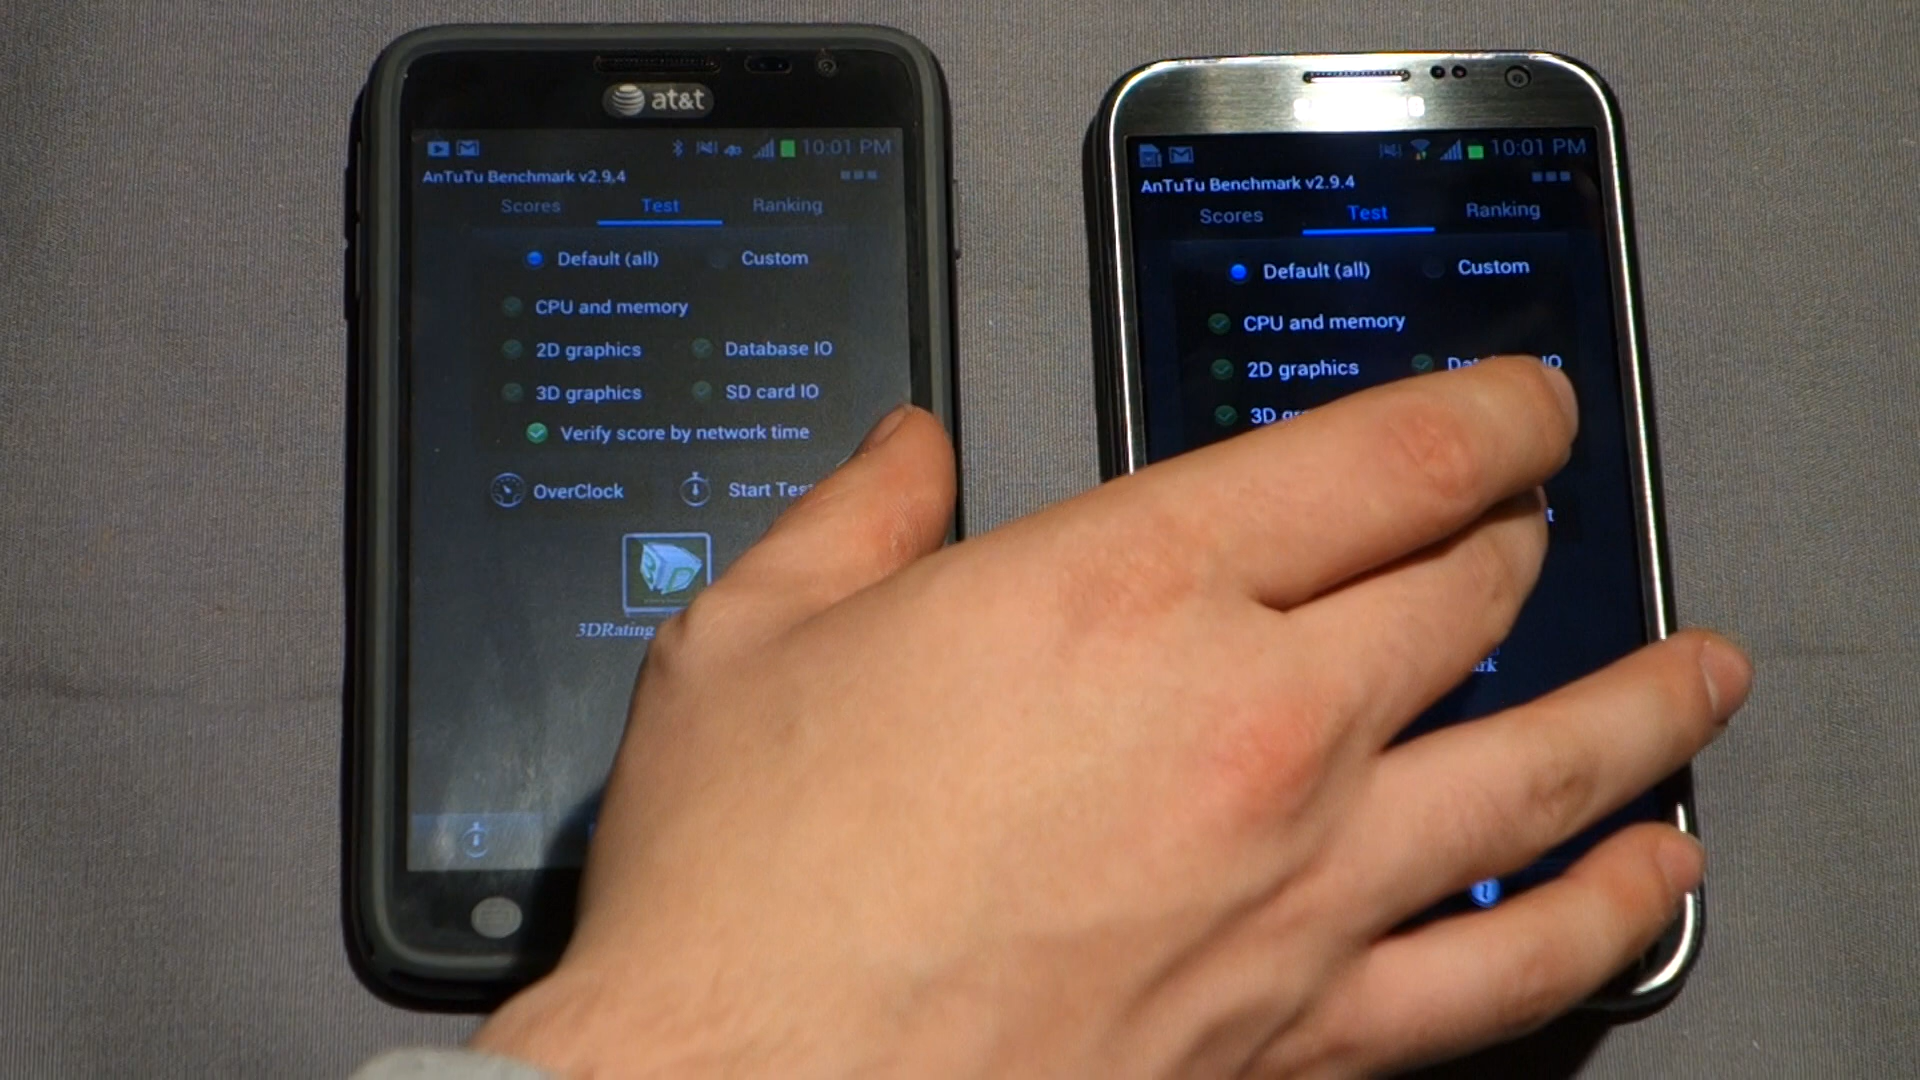 at&t
10:01 PM
AnTuTu Benchmark v2.9.4
Scores Test Ranking
Default (all) Custom
CPU and memory
2D graphics Database IO
3D graphics SD card IO
Verify score by network time
OverClock Start
3DRating
10:01 PM
AnTuTu Benchmark v2.9.4
Scores Test Ranking
Default (all) Custom
CPU and memory
2D graphics
3D